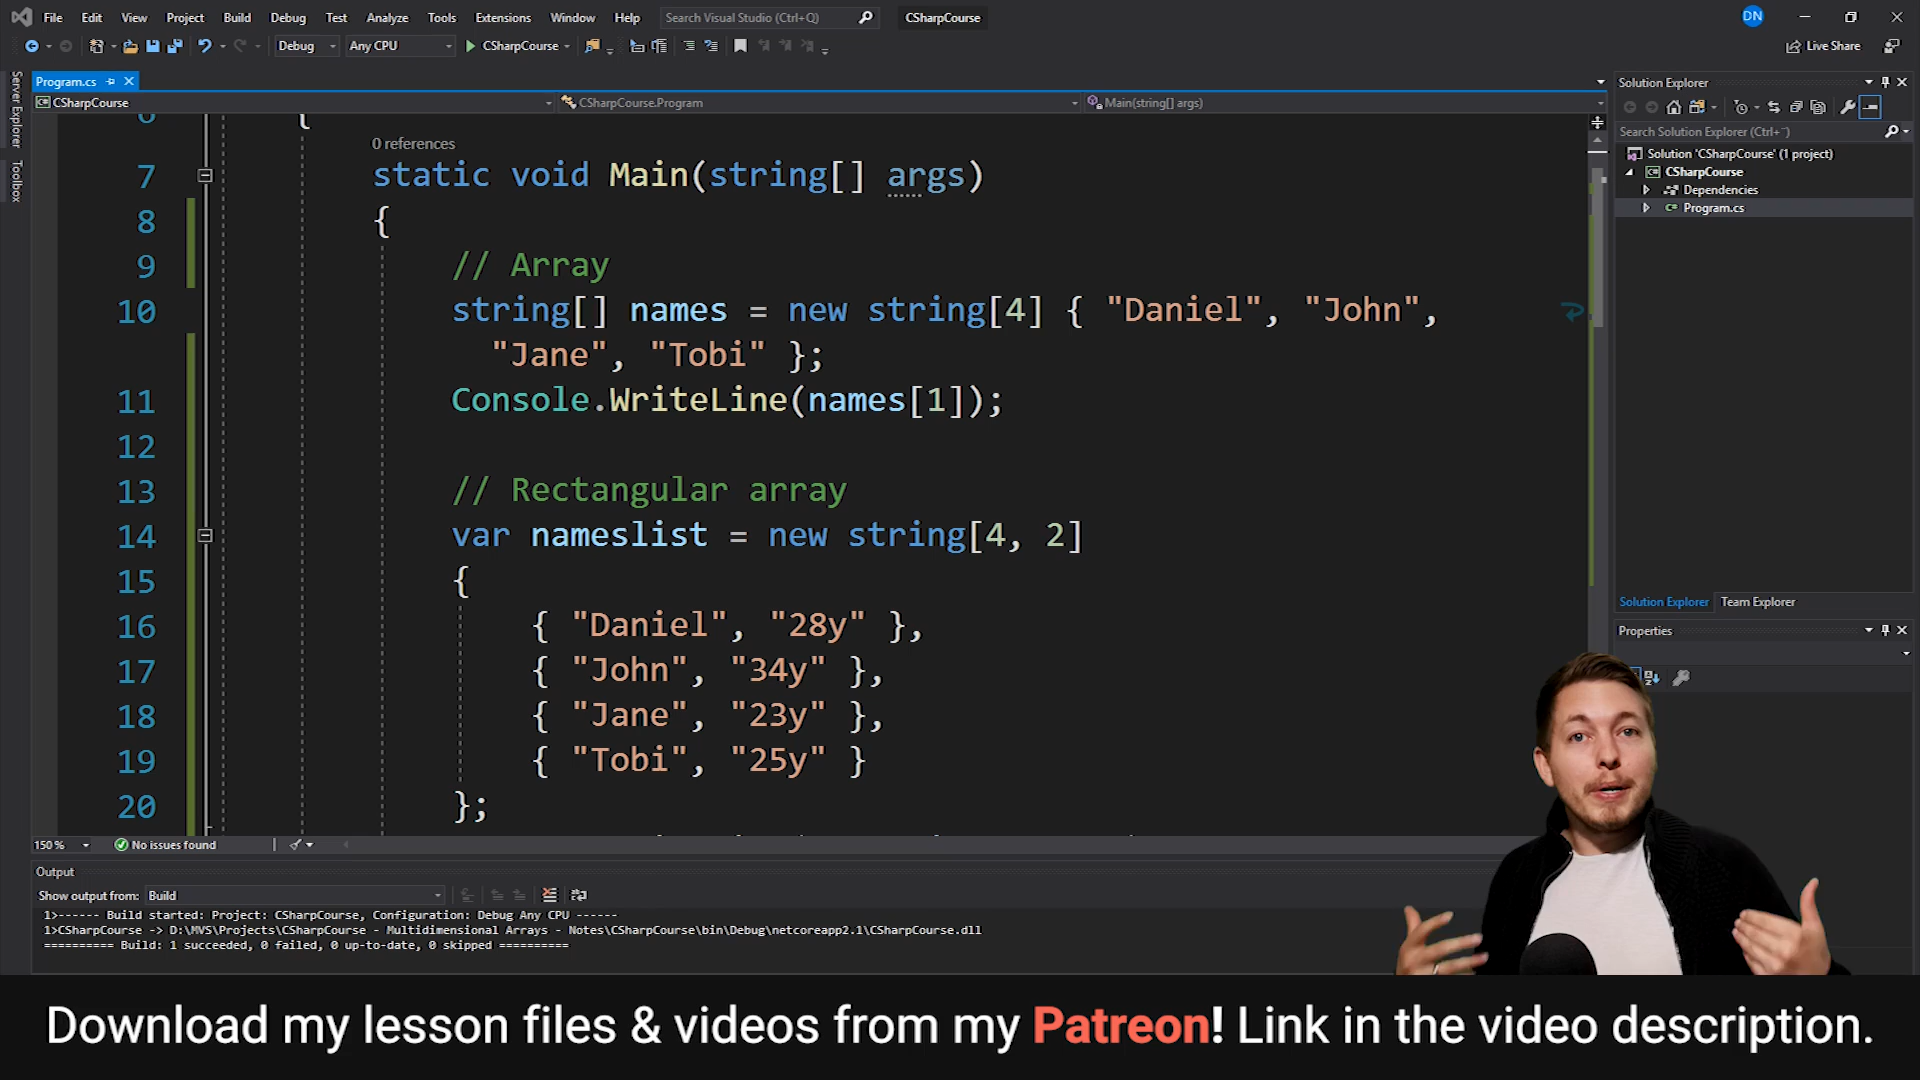 File Edit View Project Build Debug Test Analyze Tools Extensions Window Help Search Visual Studio (Ctrl+Q) CSharpCourse DN
Debug Any CPU CSharpCourse Live Share
Server Explorer
Toolbox
Program.cs
CSharpCourse CSharpCourse.Program Main(string[] args)
6 {
0 references
7 static void Main(string[] args)
8 {
9 // Array
10 string[] names = new string[4] { "Daniel", "John",
"Jane", "Tobi" };
11 Console.WriteLine(names[1]);
12
13 // Rectangular array
14 var nameslist = new string[4, 2]
15 {
16 { "Daniel", "28y" },
17 { "John", "34y" },
18 { "Jane", "23y" },
19 { "Tobi", "25y" }
20 };
150 % No issues found
Output
Show output from: Build
1>------ Build started: Project: CSharpCourse, Configuration: Debug Any CPU ------
1>CSharpCourse -> D:\MVS\Projects\CSharpCourse - Multidimensional Arrays - Notes\CSharpCourse\bin\Debug\netcoreapp2.1\CSharpCourse.dll
========== Build: 1 succeeded, 0 failed, 0 up-to-date, 0 skipped ==========
Solution Explorer
Search Solution Explorer (Ctrl+¨)
Solution 'CSharpCourse' (1 project)
CSharpCourse
Dependencies
Program.cs
Solution Explorer Team Explorer
Properties
Download my lesson files & videos from my Patreon! Link in the video description.